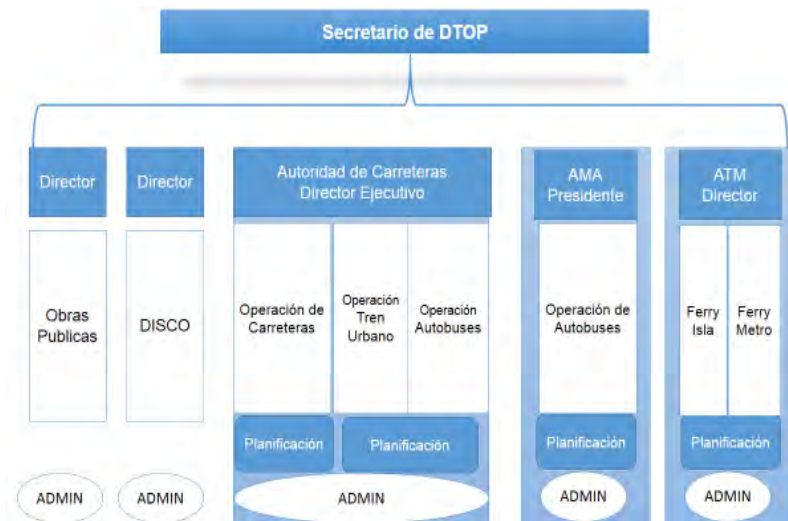 Secretario de DTOP
Director
Director
Autoridad de Carreteras
Director Ejecutivo
AMA
Presidente
ATM
Director
Obras
Publicas
DISCO
Operación de
Carreteras
Operación
Tren
Urbano
Operación
Autobuses
Operación de
Autobuses
Ferry
Isla
Ferry
Metro
Planificación
Planificación
Planificación
Planificación
ADMIN
ADMIN
ADMIN
ADMIN
ADMIN